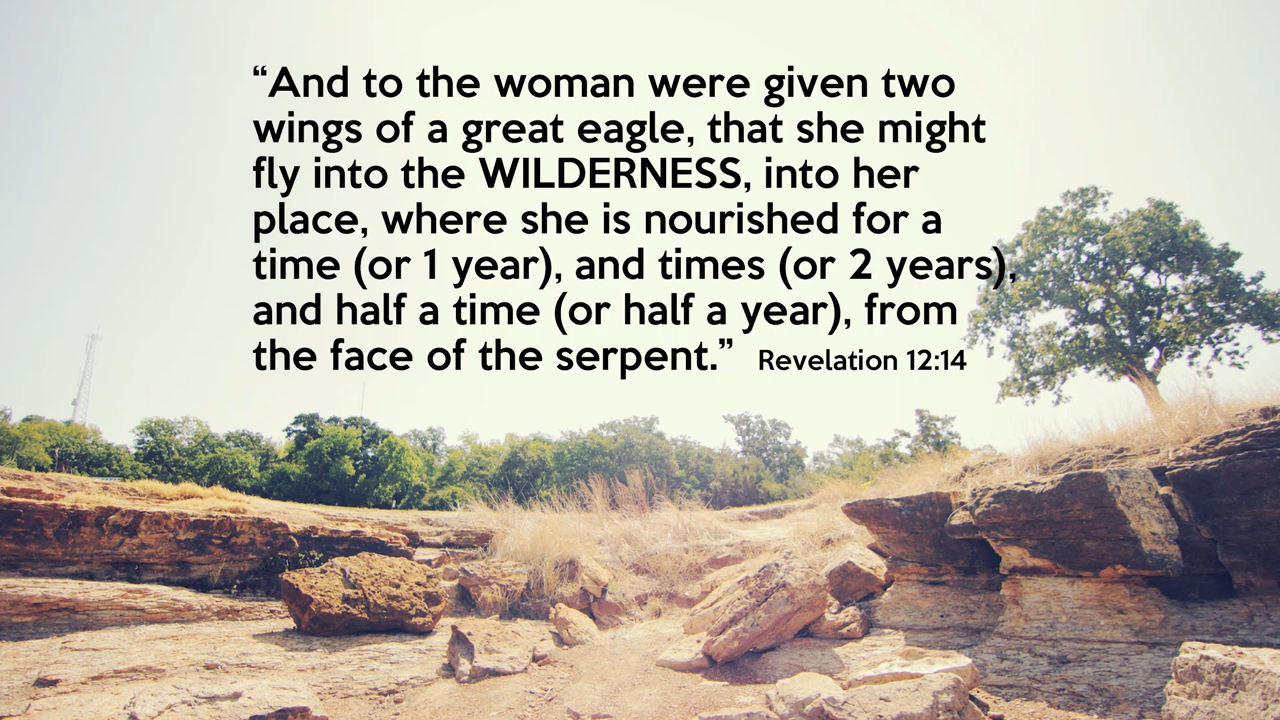 “And to the woman were given two
wings of a great eagle, that she might
fly into the WILDERNESS, into her
place, where she is nourished for a
time (or 1 year), and times (or 2 years),
and half a time (or half a year), from
the face of the serpent.” Revelation 12:14